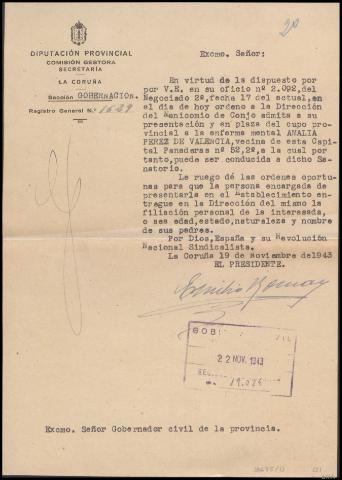 20
DIPUTACIÓN PROVINCIAL
COMISIÓN GESTORA
SECRETARÍA
LA CORUÑA
Sección GOBERNACION.
Registro General N.º 1629
Excmo. Señor:
En virtud de la dispuesto por
por V.E. en su oficio nº 2.092, del
Negociado 2º, fecha 17 del actual, en
el dia de hoy ordeno a la Dirección
del Manicomio de Conjo admita a su
presentación y en plaza del cupo pro-
vincial a la enferma mental AMALIA
PEREZ DE VALENCIA, vecina de esta Capi-
tal Panaderas nº 52, 2º, a la cual por
tanto, puede ser conducida a dicho Sa-
natorio.
Le ruego dé las ordenes oportu-
nas para que la persona encargada de
presentarla en el Establecimiento en-
tregue en la Dirección del mismo la
filiación personal de la interesada,
o sea edad, estado, naturaleza y nombre
de sus padres.
Por Dios, España y su Revolución
Nacional Sindicalista.
La Coruña 19 de noviembre de 1943
EL PRESIDENTE.
22 NOV. 1943
Excmo. Señor Gobernador civil de la provincia.